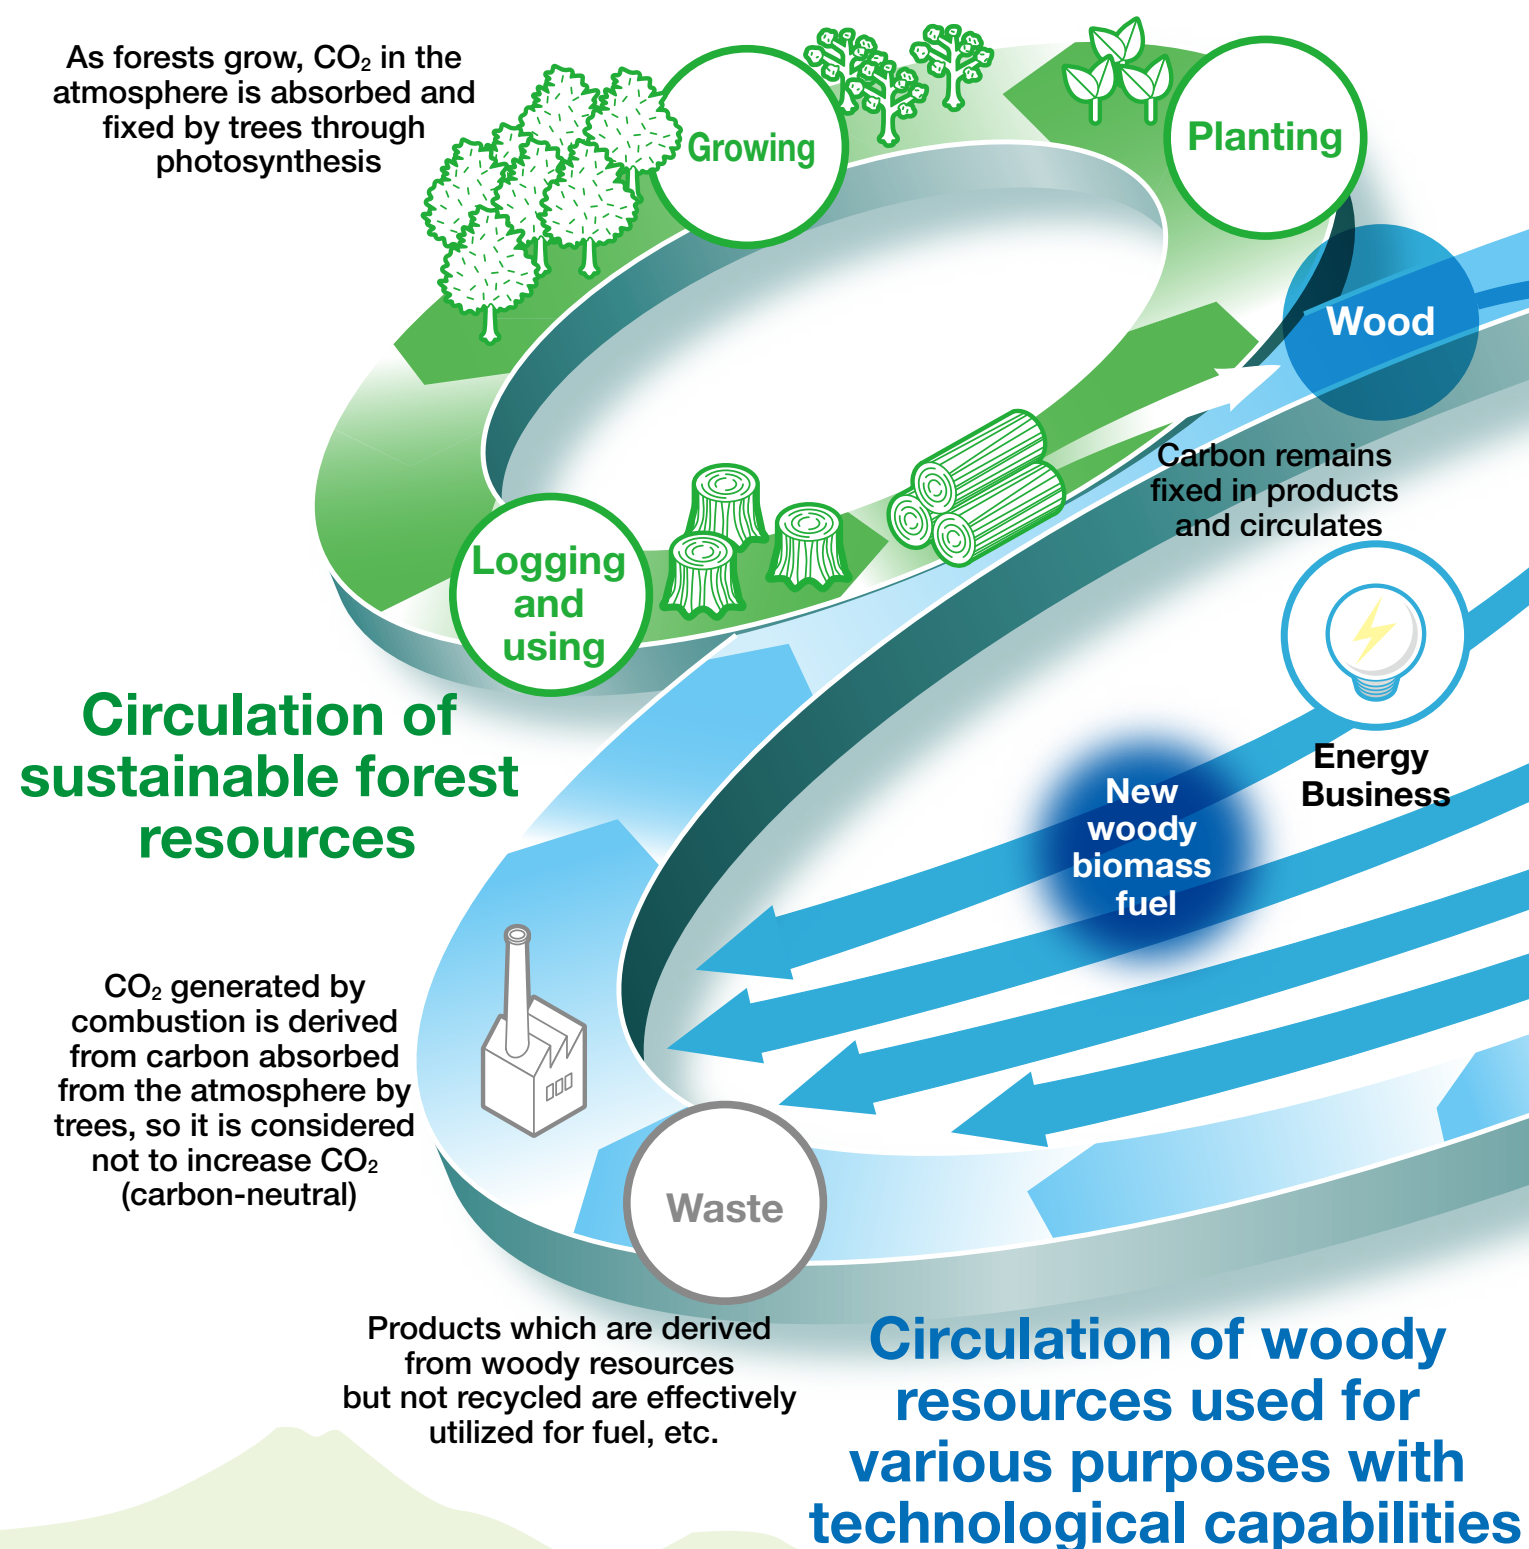 As forests grow, CO₂ in the
atmosphere is absorbed and
fixed by trees through
photosynthesis
Growing
Planting
Wood
Carbon remains
fixed in products
and circulates
Logging
and
using
Circulation of
sustainable forest
resources
Energy
Business
New
woody
biomass
fuel
CO₂ generated by
combustion is derived
from carbon absorbed
from the atmosphere by
trees, so it is considered
not to increase CO₂
(carbon-neutral)
Waste
Products which are derived
from woody resources
but not recycled are effectively
utilized for fuel, etc.
Circulation of woody
resources used for
various purposes with
technological capabilities